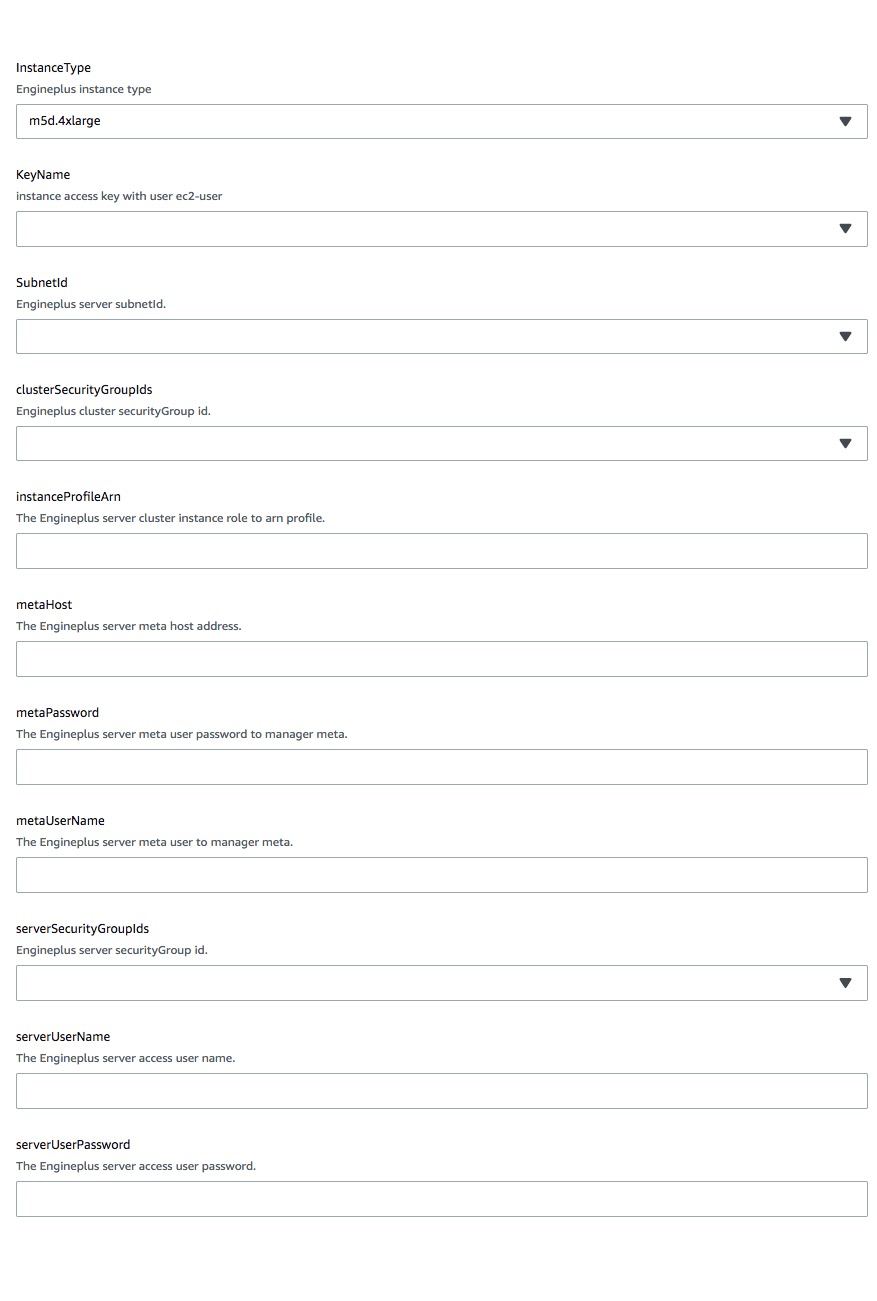 InstanceType
Engineplus instance type
m5d.4xlarge
KeyName
instance access key with user ec2-user
SubnetId
Engineplus server subnetId.
clusterSecurityGroupIds
Engineplus cluster securityGroup id.
instanceProfileArn
The Engineplus server cluster instance role to arn profile.
metaHost
The Engineplus server meta host address.
metaPassword
The Engineplus server meta user password to manager meta.
metaUserName
The Engineplus server meta user to manager meta.
serverSecurityGroupIds
Engineplus server securityGroup id.
serverUserName
The Engineplus server access user name.
serverUserPassword
The Engineplus server access user password.